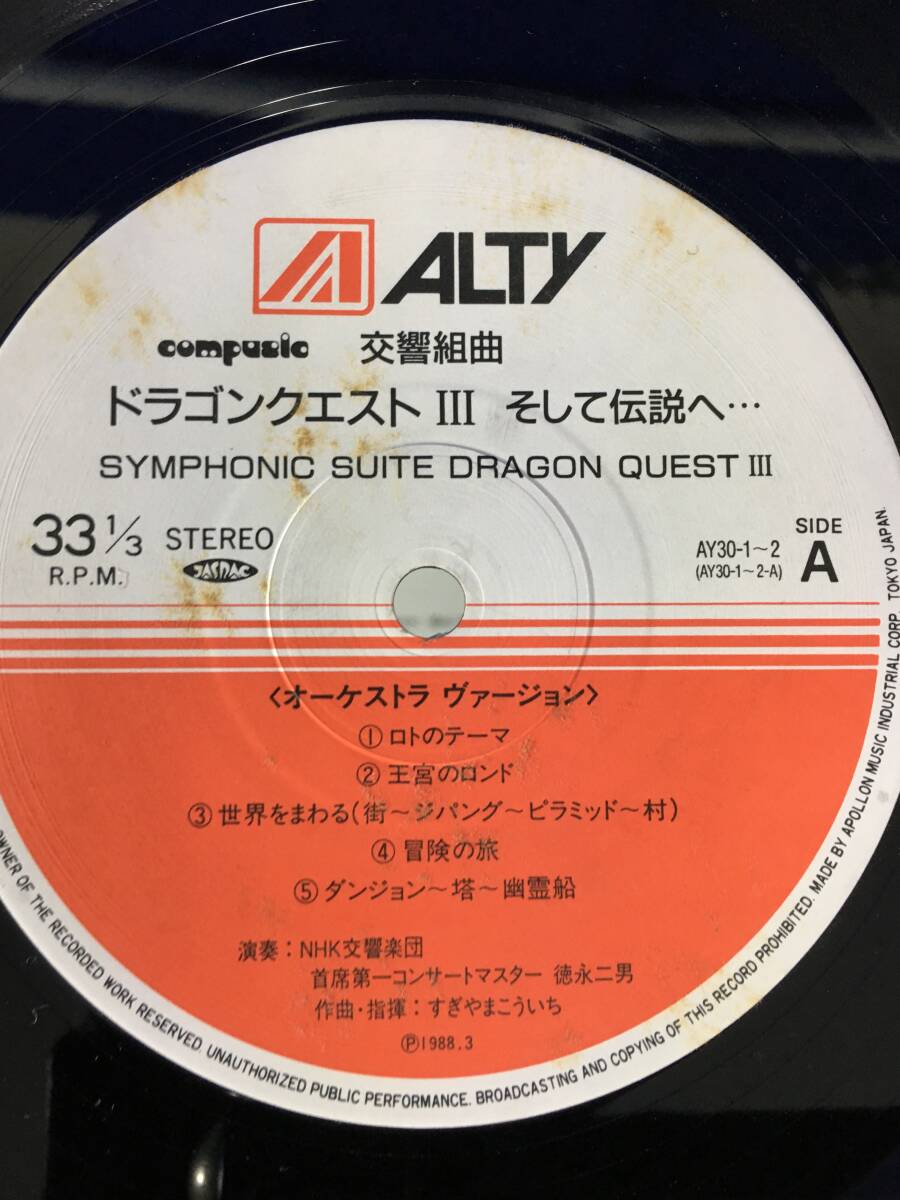 ALTY
compusic 交響組曲
ドラゴンクエスト III そして伝説へ…
SYMPHONIC SUITE DRAGON QUEST III
33 1/3 STEREO
R.P.M.
JASRAC
SIDE
A
AY30-1〜2
(AY30-1〜2-A)
〈オーケストラ ヴァージョン〉
① ロトのテーマ
② 王宮のロンド
③ 世界をまわる(街〜ジパング〜ピラミッド〜村)
④ 冒険の旅
⑤ ダンジョン〜塔〜幽霊船
演奏:NHK交響楽団
首席第一コンサートマスター 徳永二男
作曲・指揮:すぎやまこういち
Ⓟ1988.3
OWNER OF THE RECORDED WORK RESERVED. UNAUTHORIZED PUBLIC PERFORMANCE. BROADCASTING AND COPYING OF THIS RECORD PROHIBITED. MADE BY APOLLON MUSIC INDUSTRIAL CORP. TOKYO JAPAN.